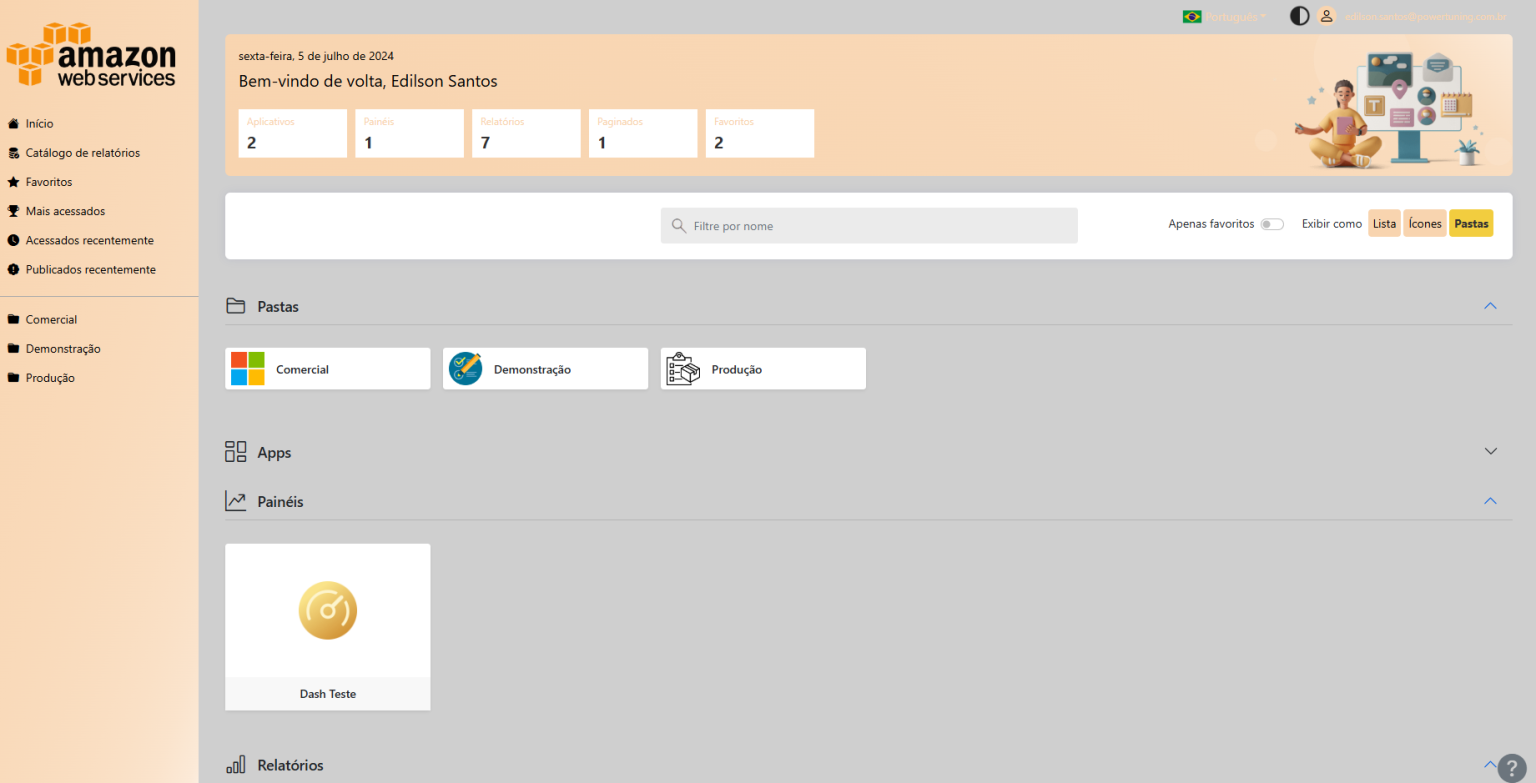 Português
edilson.santos@powertuning.com.br
amazon
web services
sexta-feira, 5 de julho de 2024
Bem-vindo de volta, Edilson Santos
Aplicativos
2
Painéis
1
Relatórios
7
Paginados
1
Favoritos
2
T
Início
Catálogo de relatórios
Favoritos
Mais acessados
Acessados recentemente
Publicados recentemente
Comercial
Demonstração
Produção
Filtre por nome
Apenas favoritos
Exibir como
Lista
Ícones
Pastas
Pastas
Comercial
Demonstração
Produção
Apps
Painéis
Dash Teste
Relatórios
?